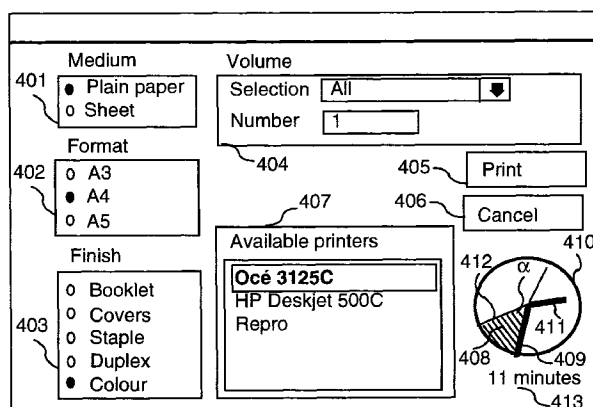 Medium
401
Plain paper
Sheet
Format
402
A3
A4
A5
Finish
403
Booklet
Covers
Staple
Duplex
Colour
Volume
Selection All
Number 1
404
405
Print
406
Cancel
407
Available printers
Océ 3125C
HP Deskjet 500C
Repro
410
412
α
411
408
409
11 minutes
413